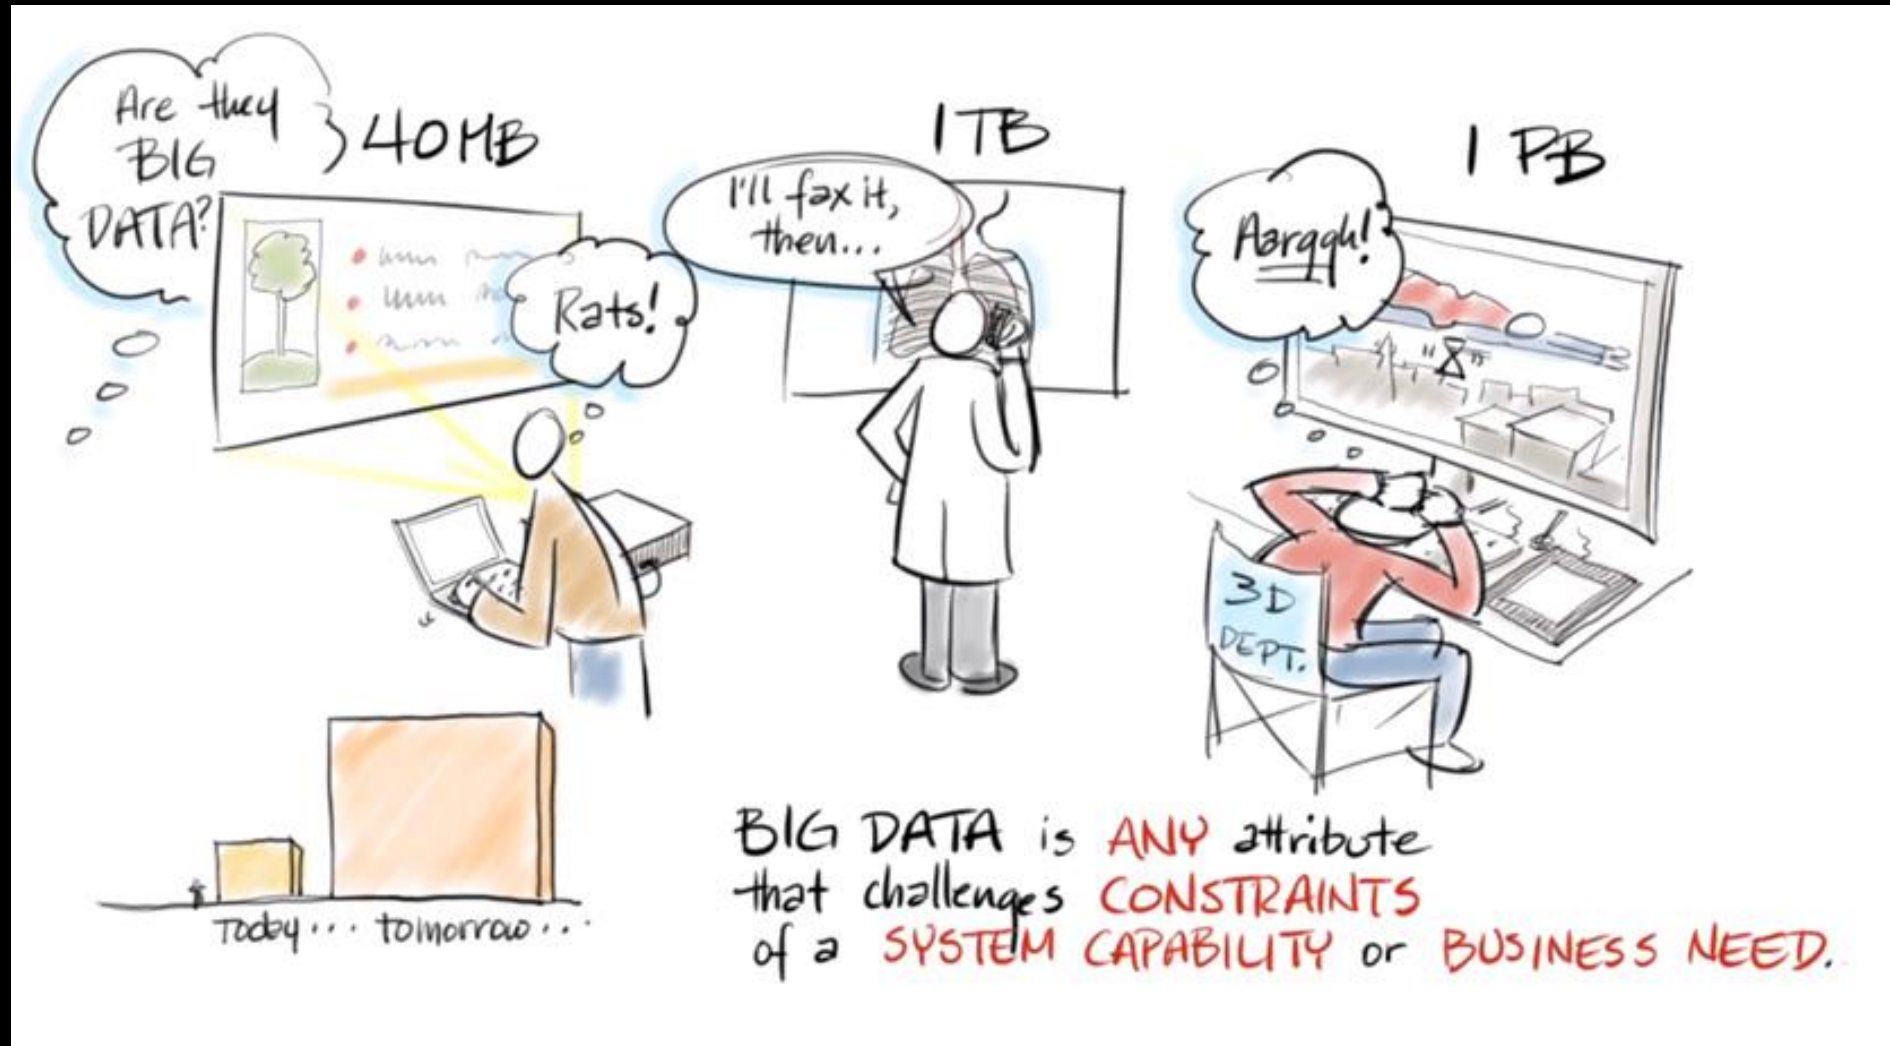 Are they
BIG
DATA?
40MB
Rats!
1TB
I'll fax it,
then...
1 PB
Aarggh!
3D
DEPT.
Today... tomorrow...
BIG DATA is ANY attribute
that challenges CONSTRAINTS
of a SYSTEM CAPABILITY or BUSINESS NEED.